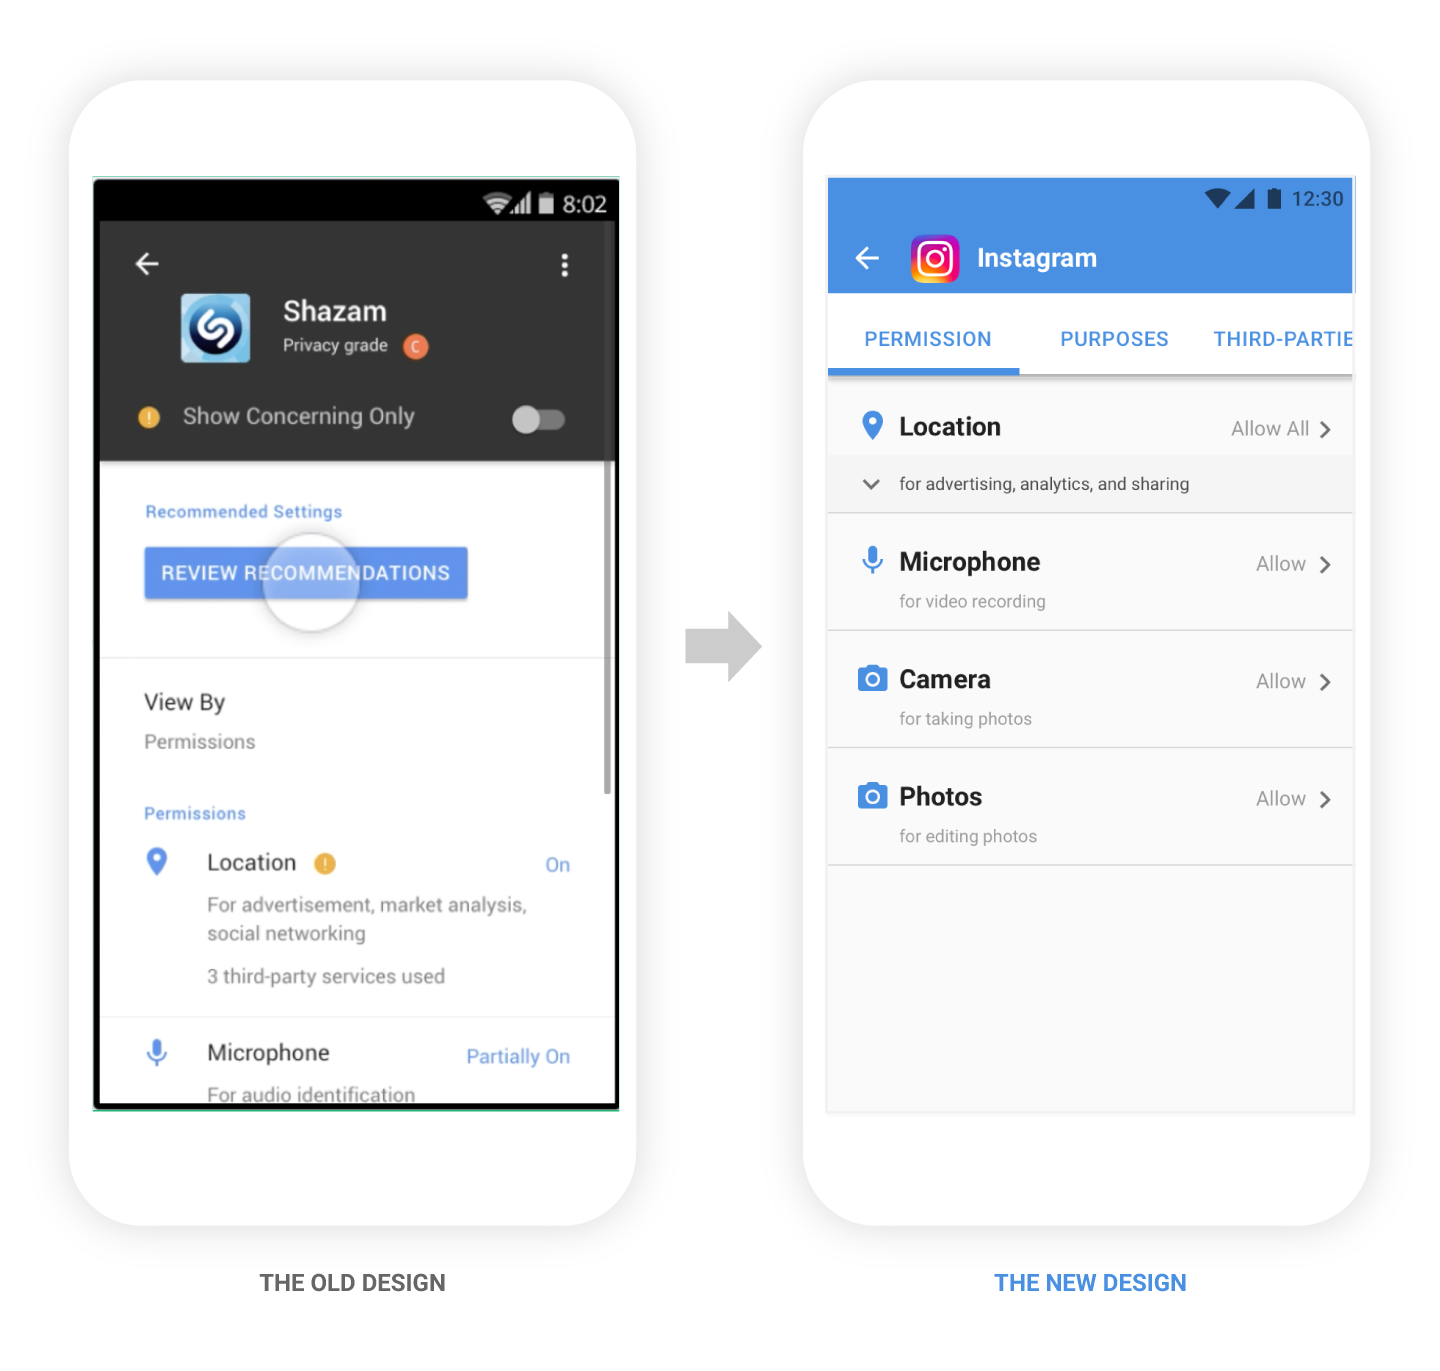 8:02
Shazam
Privacy grade C
Show Concerning Only
Recommended Settings
REVIEW RECOMMENDATIONS
View By
Permissions
Permissions
Location On
For advertisement, market analysis,
social networking
3 third-party services used
Microphone Partially On
For audio identification
THE OLD DESIGN
12:30
Instagram
PERMISSION PURPOSES THIRD-PARTIE
Location Allow All
for advertising, analytics, and sharing
Microphone Allow
for video recording
Camera Allow
for taking photos
Photos Allow
for editing photos
THE NEW DESIGN